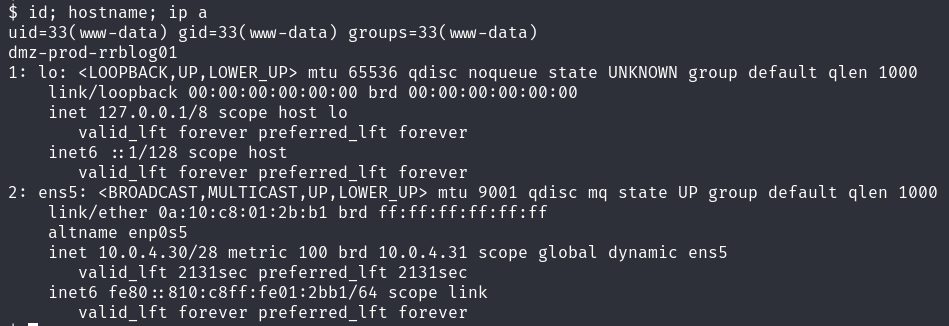 $ id; hostname; ip a
uid=33(www-data) gid=33(www-data) groups=33(www-data)
dmz-prod-rrblog01
1: lo: <LOOPBACK,UP,LOWER_UP> mtu 65536 qdisc noqueue state UNKNOWN group default qlen 1000
    link/loopback 00:00:00:00:00:00 brd 00:00:00:00:00:00
    inet 127.0.0.1/8 scope host lo
       valid_lft forever preferred_lft forever
    inet6 ::1/128 scope host
       valid_lft forever preferred_lft forever
2: ens5: <BROADCAST,MULTICAST,UP,LOWER_UP> mtu 9001 qdisc mq state UP group default qlen 1000
    link/ether 0a:10:c8:01:2b:b1 brd ff:ff:ff:ff:ff:ff
    altname enp0s5
    inet 10.0.4.30/28 metric 100 brd 10.0.4.31 scope global dynamic ens5
       valid_lft 2131sec preferred_lft 2131sec
    inet6 fe80::810:c8ff:fe01:2bb1/64 scope link
       valid_lft forever preferred_lft forever